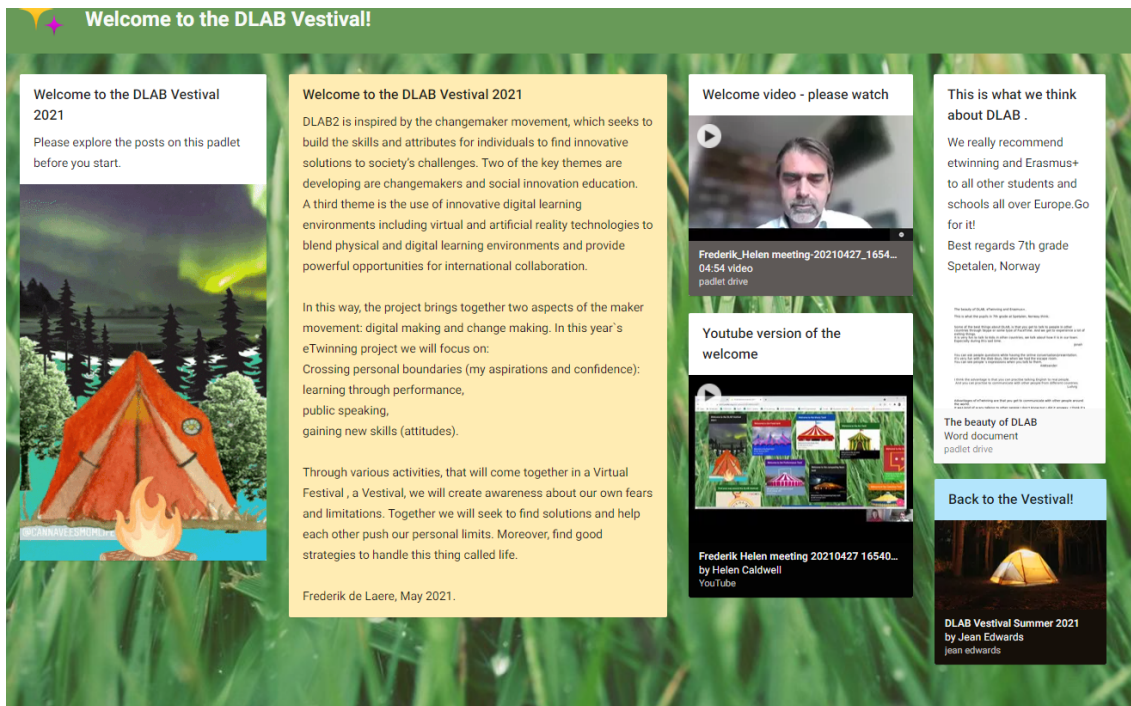 Welcome to the DLAB Vestival!
Welcome to the DLAB Vestival
2021
Please explore the posts on this padlet
before you start.
@CANNAVEESMOMLIFE
Welcome to the DLAB Vestival 2021
DLAB2 is inspired by the changemaker movement, which seeks to
build the skills and attributes for individuals to find innovative
solutions to society's challenges. Two of the key themes are
developing are changemakers and social innovation education.
A third theme is the use of innovative digital learning
environments including virtual and artificial reality technologies to
blend physical and digital learning environments and provide
powerful opportunities for international collaboration.
In this way, the project brings together two aspects of the maker
movement: digital making and change making. In this year`s
eTwinning project we will focus on:
Crossing personal boundaries (my aspirations and confidence):
learning through performance,
public speaking,
gaining new skills (attitudes).
Through various activities, that will come together in a Virtual
Festival , a Vestival, we will create awareness about our own fears
and limitations. Together we will seek to find solutions and help
each other push our personal limits. Moreover, find good
strategies to handle this thing called life.
Frederik de Laere, May 2021.
Welcome video - please watch
Frederik_Helen meeting-20210427_1654...
04:54 video
padlet drive
Youtube version of the
welcome
Frederik Helen meeting 20210427 16540...
by Helen Caldwell
YouTube
This is what we think
about DLAB .
We really recommend
etwinning and Erasmus+
to all other students and
schools all over Europe.Go
for it!
Best regards 7th grade
Spetalen, Norway
The beauty of DLAB
Word document
padlet drive
Back to the Vestival!
DLAB Vestival Summer 2021
by Jean Edwards
jean edwards